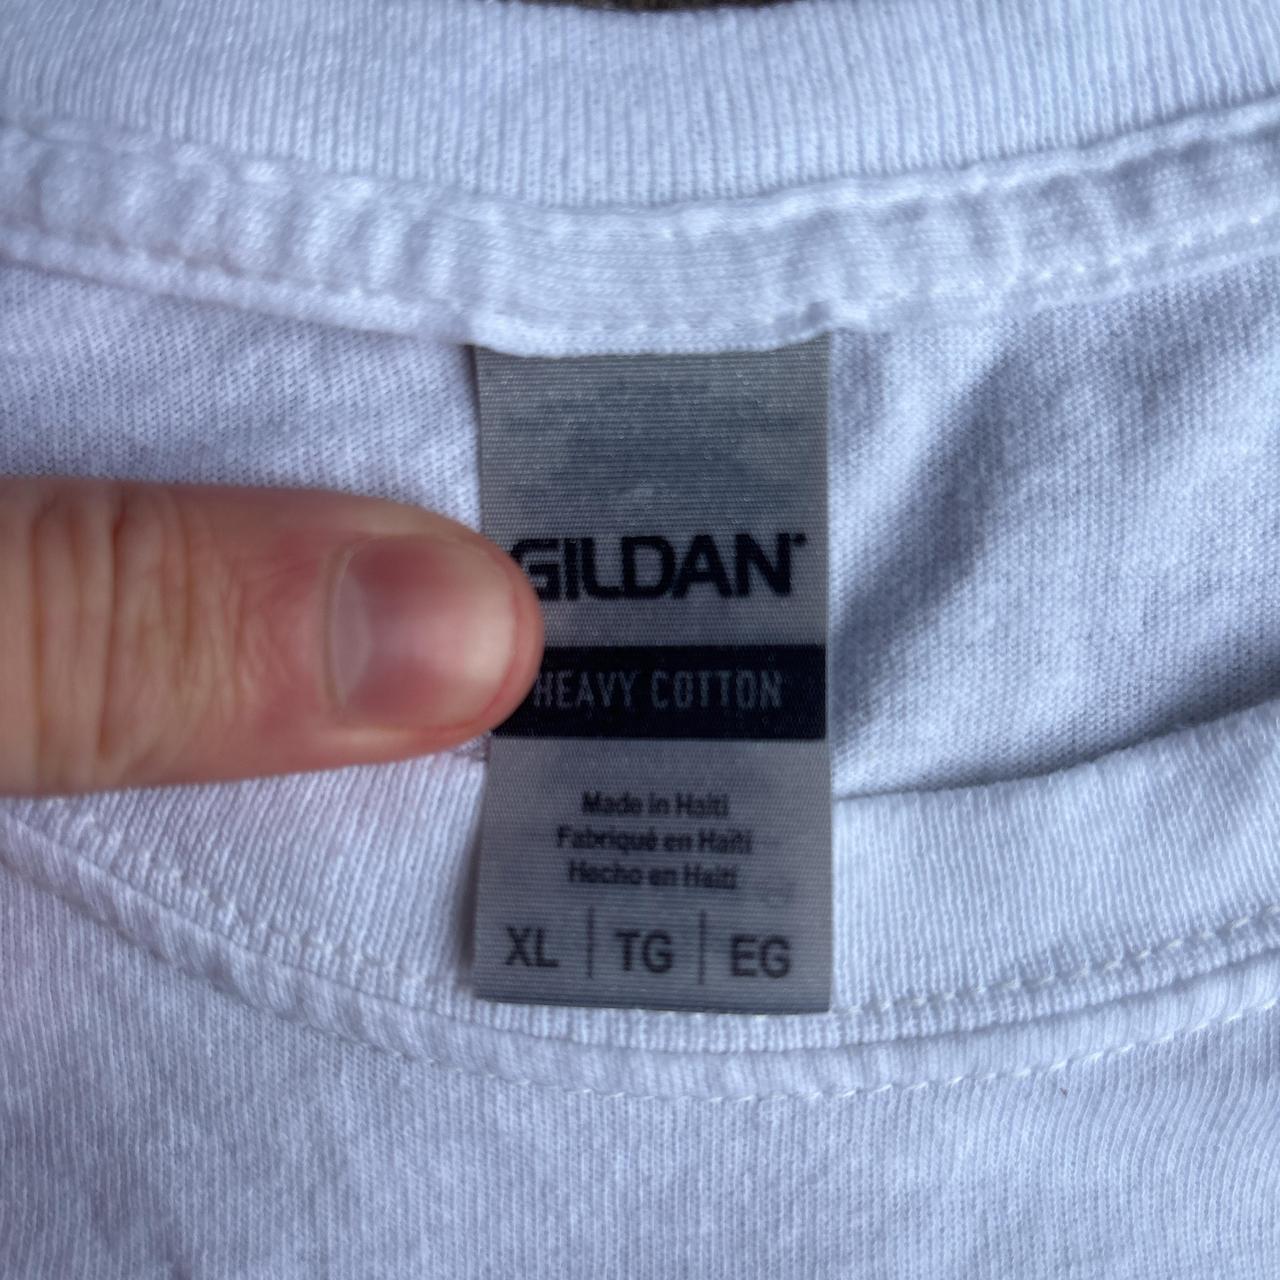 GILDAN
HEAVY COTTON
Made in Haiti
Fabriqué en Haïti
Hecho en Haití
XL | TG | EG